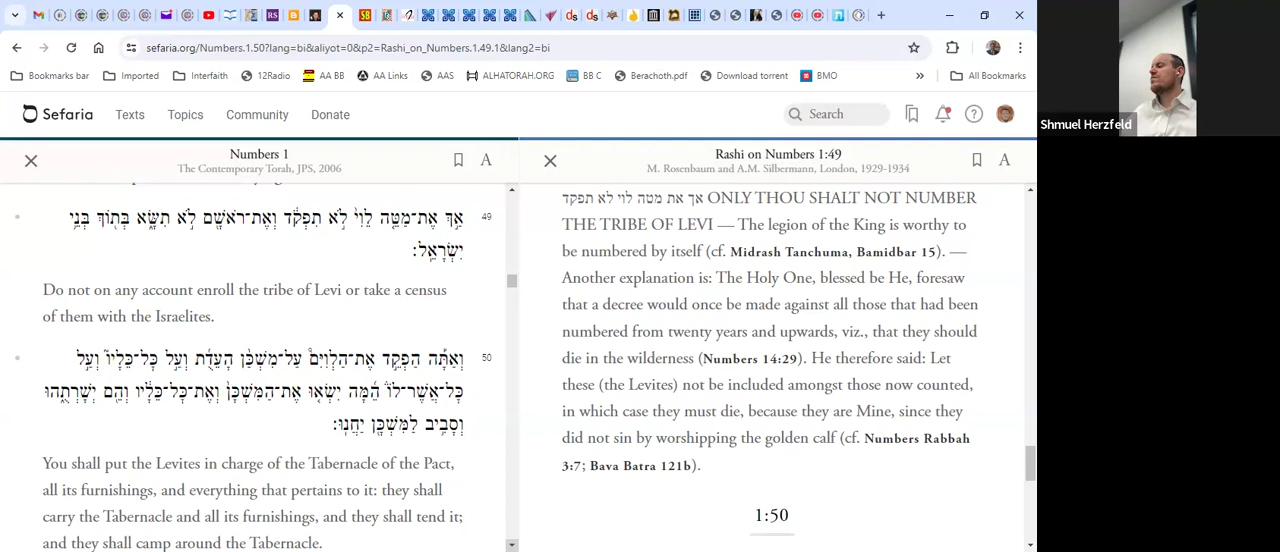 sefaria.org/Numbers.1.50?lang=bi&aliyot=0&p2=Rashi_on_Numbers.1.49.1&lang2=bi
Bookmarks bar Imported Interfaith 12Radio AA BB AA Links AAS ALHATORAH.ORG BB C Berachoth.pdf Download torrent BMO » All Bookmarks
Sefaria Texts Topics Community Donate Search
Numbers 1
The Contemporary Torah, JPS, 2006
49
אַ֣ךְ אֶת־מַטֵּ֤ה לֵוִי֙ לֹ֣א תִפְקֹ֔ד וְאֶת־רֹאשָׁ֖ם לֹ֣א תִשָּׂ֑א בְּת֖וֹךְ בְּנֵ֥י
יִשְׂרָאֵֽל׃
Do not on any account enroll the tribe of Levi or take a census
of them with the Israelites.
50
וְאַתָּ֡ה הַפְקֵ֣ד אֶת־הַלְוִיִּם֩ עַל־מִשְׁכַּ֨ן הָעֵדֻ֜ת וְעַ֣ל כׇּל־כֵּלָיו֮ וְעַ֣ל
כׇּל־אֲשֶׁר־לוֹ֒ הֵ֜מָּה יִשְׂא֤וּ אֶת־הַמִּשְׁכָּן֙ וְאֶת־כׇּל־כֵּלָ֔יו וְהֵ֖ם יְשָׁרְתֻ֑הוּ
וְסָבִ֥יב לַמִּשְׁכָּ֖ן יַחֲנֽוּ׃
You shall put the Levites in charge of the Tabernacle of the Pact,
all its furnishings, and everything that pertains to it: they shall
carry the Tabernacle and all its furnishings, and they shall tend it;
and they shall camp around the Tabernacle.
Rashi on Numbers 1:49
M. Rosenbaum and A.M. Silbermann, London, 1929-1934
אך את מטה לוי לא תפקד ONLY THOU SHALT NOT NUMBER
THE TRIBE OF LEVI — The legion of the King is worthy to
be numbered by itself (cf. Midrash Tanchuma, Bamidbar 15). —
Another explanation is: The Holy One, blessed be He, foresaw
that a decree would once be made against all those that had been
numbered from twenty years and upwards, viz., that they should
die in the wilderness (Numbers 14:29). He therefore said: Let
these (the Levites) not be included amongst those now counted,
in which case they must die, because they are Mine, since they
did not sin by worshipping the golden calf (cf. Numbers Rabbah
3:7; Bava Batra 121b).
1:50
Shmuel Herzfeld